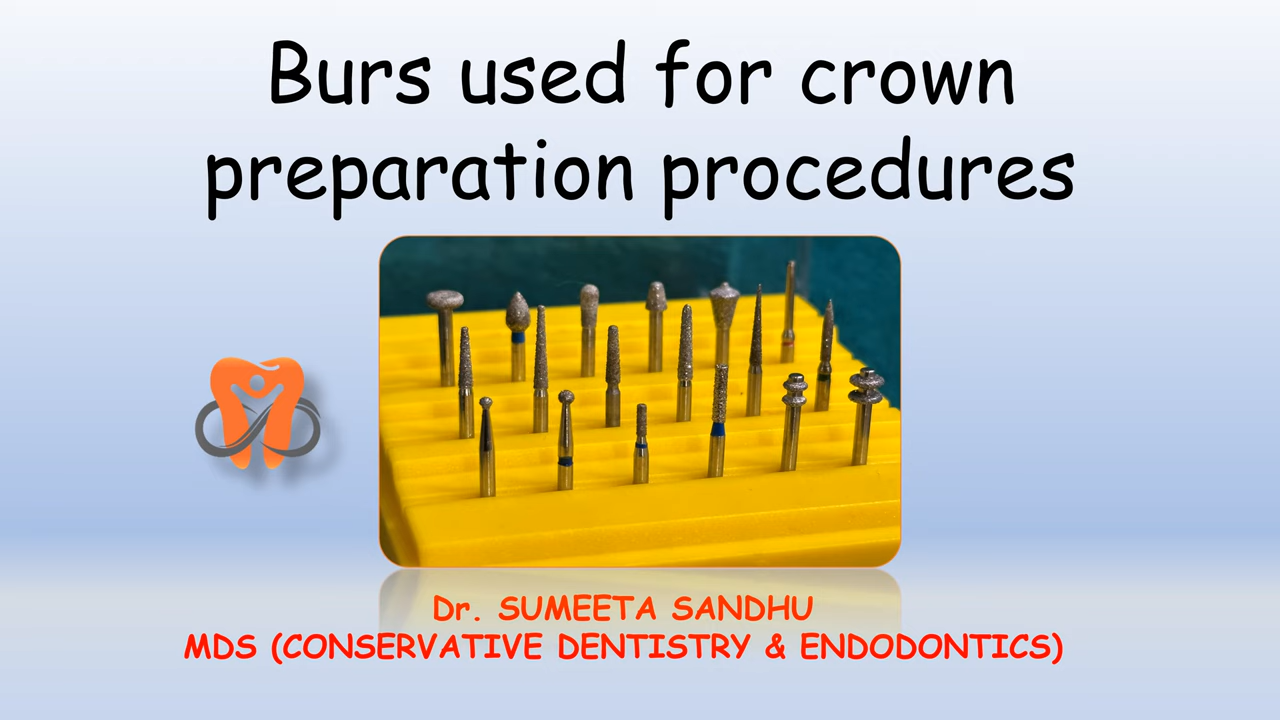 Burs used for crown
preparation procedures
Dr. SUMEETA SANDHU
MDS (CONSERVATIVE DENTISTRY & ENDODONTICS)